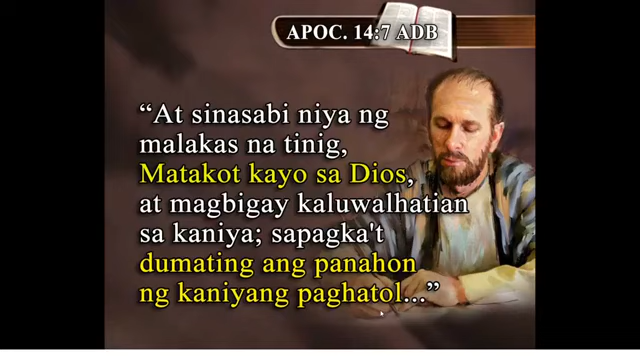 APOC. 14:7 ADB
“At sinasabi niya ng
malakas na tinig,
Matakot kayo sa Dios,
at magbigay kaluwalhatian
sa kaniya; sapagka't
dumating ang panahon
ng kaniyang paghatol...”